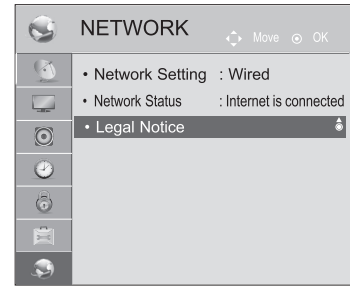 NETWORK
Move OK
• Network Setting : Wired
• Network Status : Internet is connected
• Legal Notice